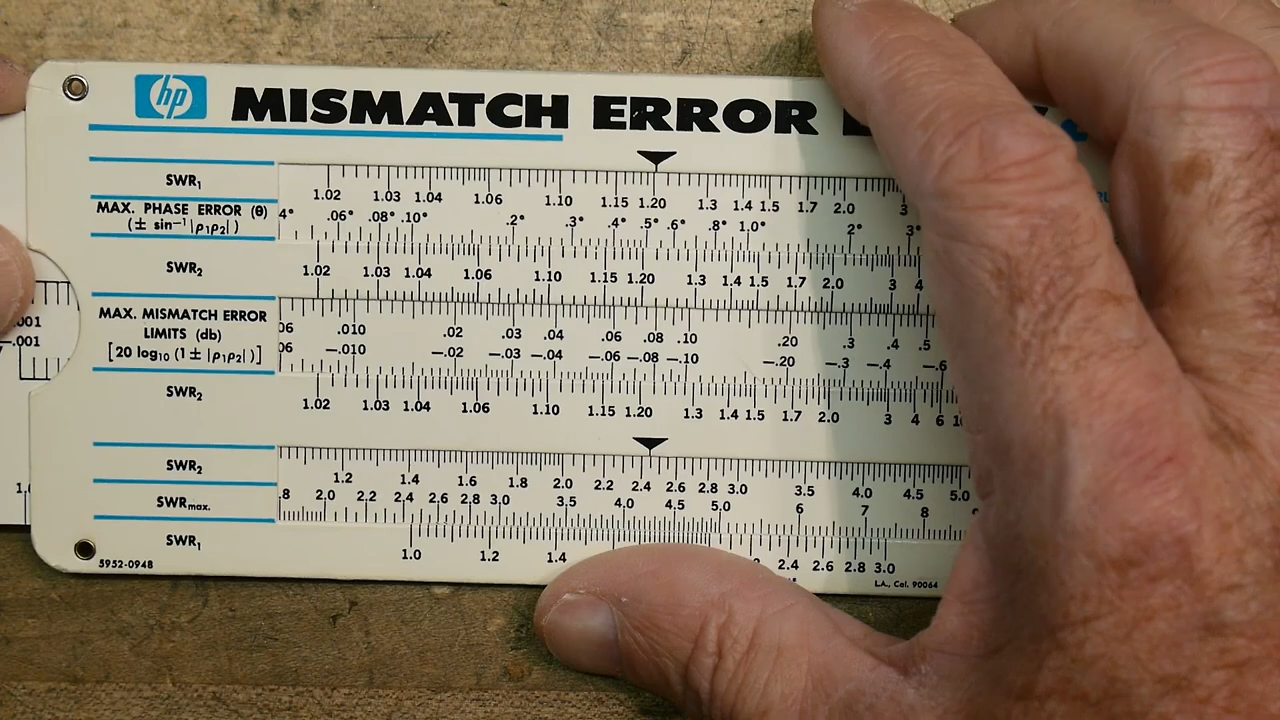 hp MISMATCH ERROR
SWR₁
1.02 1.03 1.04 1.06 1.10 1.15 1.20 1.3 1.4 1.5 1.7 2.0 3
MAX. PHASE ERROR (θ)
(± sin⁻¹ |ρ₁ρ₂|)
4° .06° .08° .10° .2° .3° .4° .5° .6° .8° 1.0° 2° 3°
SWR₂
1.02 1.03 1.04 1.06 1.10 1.15 1.20 1.3 1.4 1.5 1.7 2.0 3 4
MAX. MISMATCH ERROR
LIMITS (db)
[20 log₁₀ (1 ± |ρ₁ρ₂|)]
06 .010 .02 .03 .04 .06 .08 .10 .20 .3 .4 .5
06 –.010 –.02 –.03 –.04 –.06 –.08 –.10 –.20 –.3 –.4 –.6
001
–.001
SWR₂
1.02 1.03 1.04 1.06 1.10 1.15 1.20 1.3 1.4 1.5 1.7 2.0 3 4 6
SWR₂
1.2 1.4 1.6 1.8 2.0 2.2 2.4 2.6 2.8 3.0 3.5 4.0 4.5 5.0
SWRmax.
.8 2.0 2.2 2.4 2.6 2.8 3.0 3.5 4.0 4.5 5.0 6 7 8
SWR₁
1.0 1.2 1.4 2.4 2.6 2.8 3.0
5952-0948
L.A., Cal. 90064